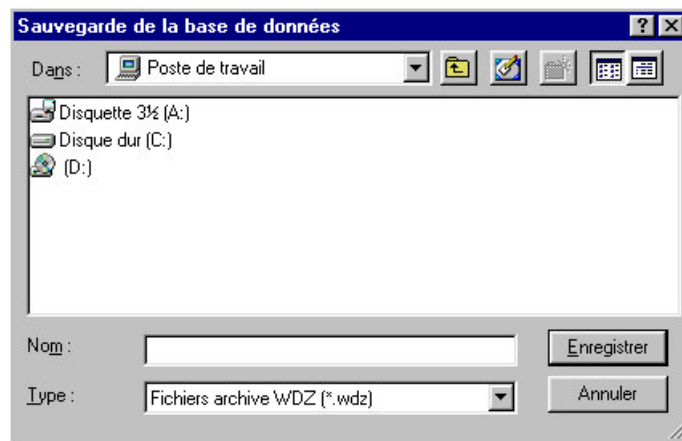 Sauvegarde de la base de données
Dans : Poste de travail
Disquette 3½ (A:)
Disque dur (C:)
(D:)
Nom : Enregistrer
Type : Fichiers archive WDZ (*.wdz) Annuler